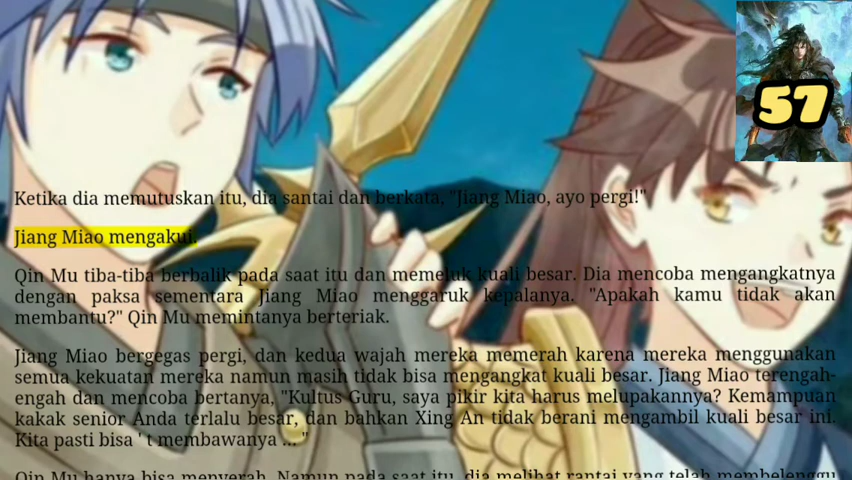 57
Ketika dia memutuskan itu, dia santai dan berkata, "Jiang Miao, ayo pergi!"
Jiang Miao mengakui.
Qin Mu tiba-tiba berbalik pada saat itu dan memeluk kuali besar. Dia mencoba mengangkatnya
dengan paksa sementara Jiang Miao menggaruk kepalanya. "Apakah kamu tidak akan
membantu?" Qin Mu memintanya berteriak.
Jiang Miao bergegas pergi, dan kedua wajah mereka memerah karena mereka menggunakan
semua kekuatan mereka namun masih tidak bisa mengangkat kuali besar. Jiang Miao terengah-
engah dan mencoba bertanya, "Kultus Guru, saya pikir kita harus melupakannya? Kemampuan
kakak senior Anda terlalu besar, dan bahkan Xing An tidak berani mengambil kuali besar ini.
Kita pasti bisa ' t membawanya ... "
Qin Mu hanya bisa menyerah. Namun pada saat itu, dia melihat rantai yang telah membelenggu